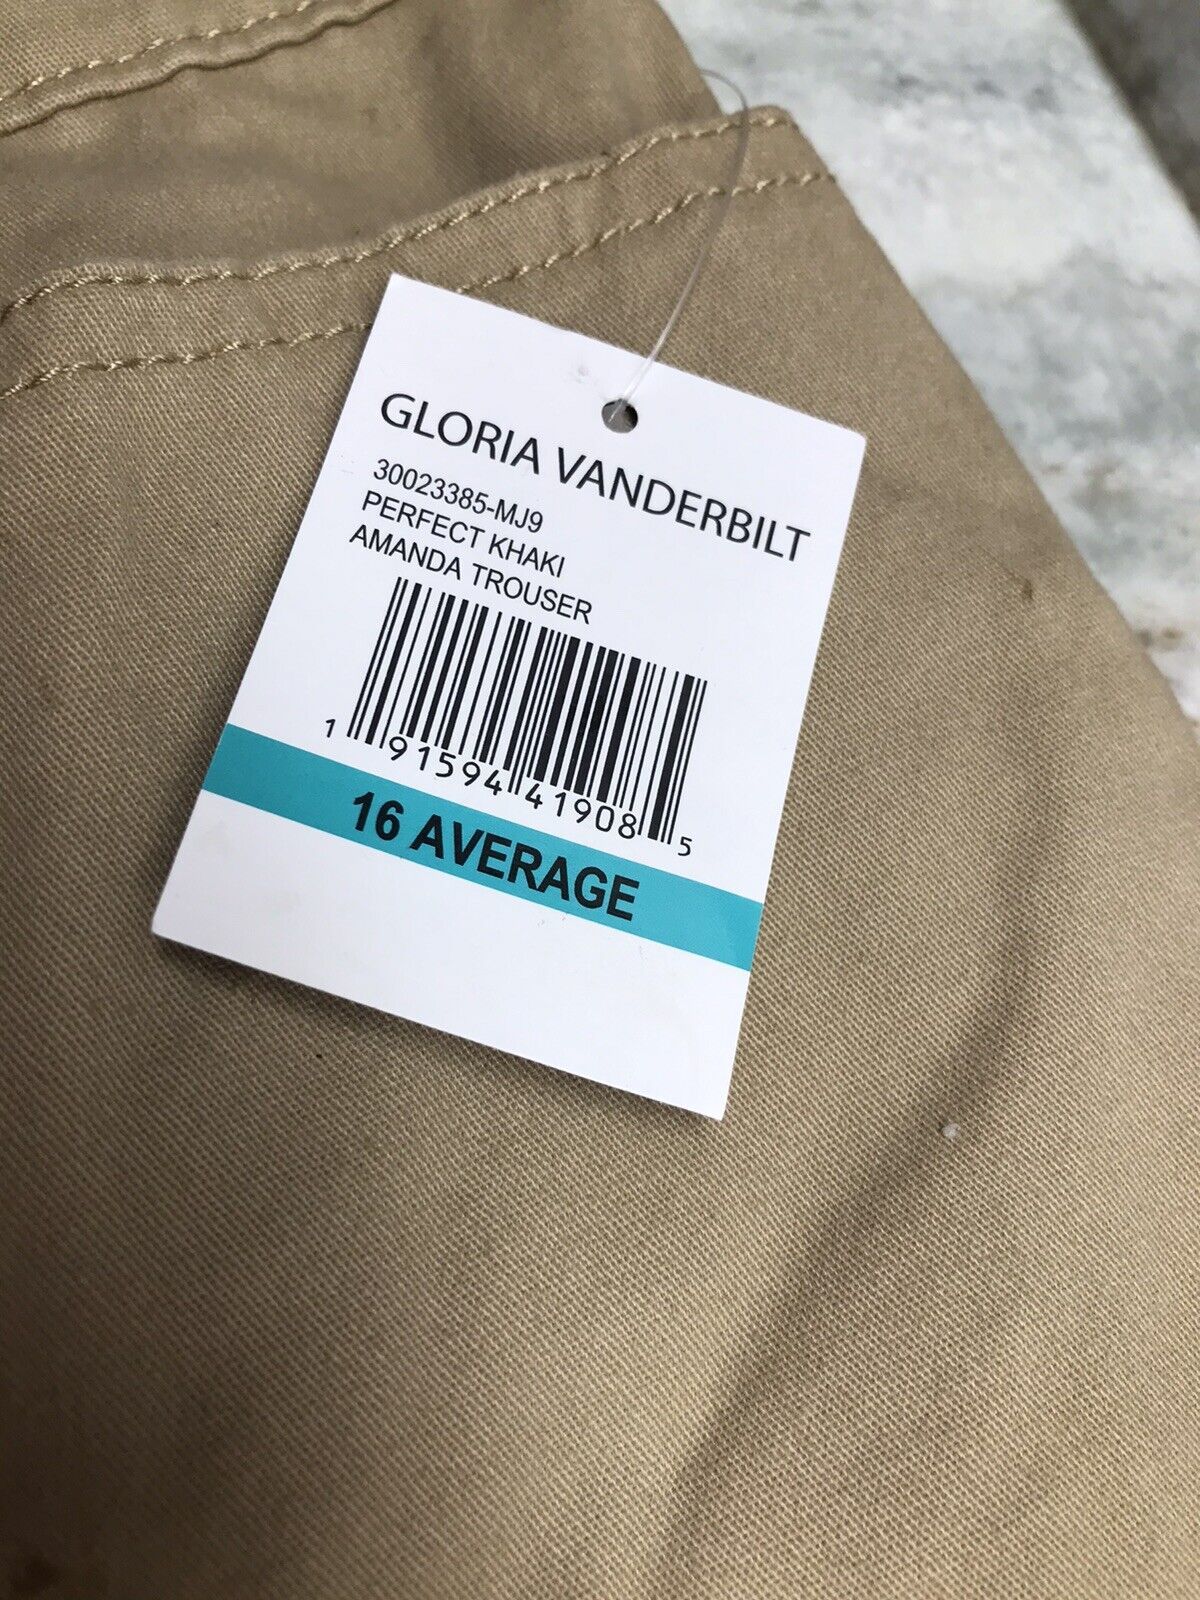 GLORIA VANDERBILT
30023385-MJ9
PERFECT KHAKI
AMANDA TROUSER
1 91594 41908 5
16 AVERAGE